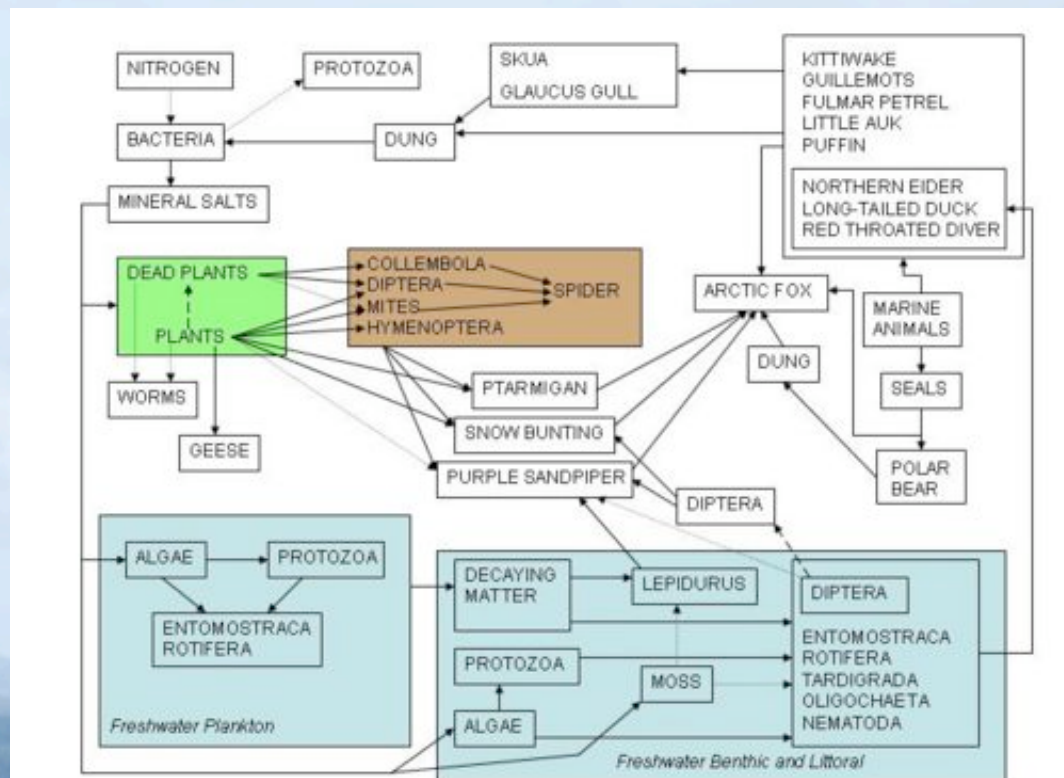 NITROGEN
PROTOZOA
SKUA
GLAUCUS GULL
KITTIWAKE
GUILLEMOTS
FULMAR PETREL
LITTLE AUK
PUFFIN
BACTERIA
DUNG
MINERAL SALTS
NORTHERN EIDER
LONG-TAILED DUCK
RED THROATED DIVER
DEAD PLANTS
PLANTS
COLLEMBOLA
DIPTERA
MITES
HYMENOPTERA
SPIDER
ARCTIC FOX
MARINE
ANIMALS
DUNG
SEALS
WORMS
PTARMIGAN
GEESE
SNOW BUNTING
PURPLE SANDPIPER
POLAR
BEAR
DIPTERA
ALGAE
PROTOZOA
ENTOMOSTRACA
ROTIFERA
Freshwater Plankton
DECAYING
MATTER
LEPIDURUS
DIPTERA
PROTOZOA
MOSS
ALGAE
ENTOMOSTRACA
ROTIFERA
TARDIGRADA
OLIGOCHAETA
NEMATODA
Freshwater Benthic and Littoral